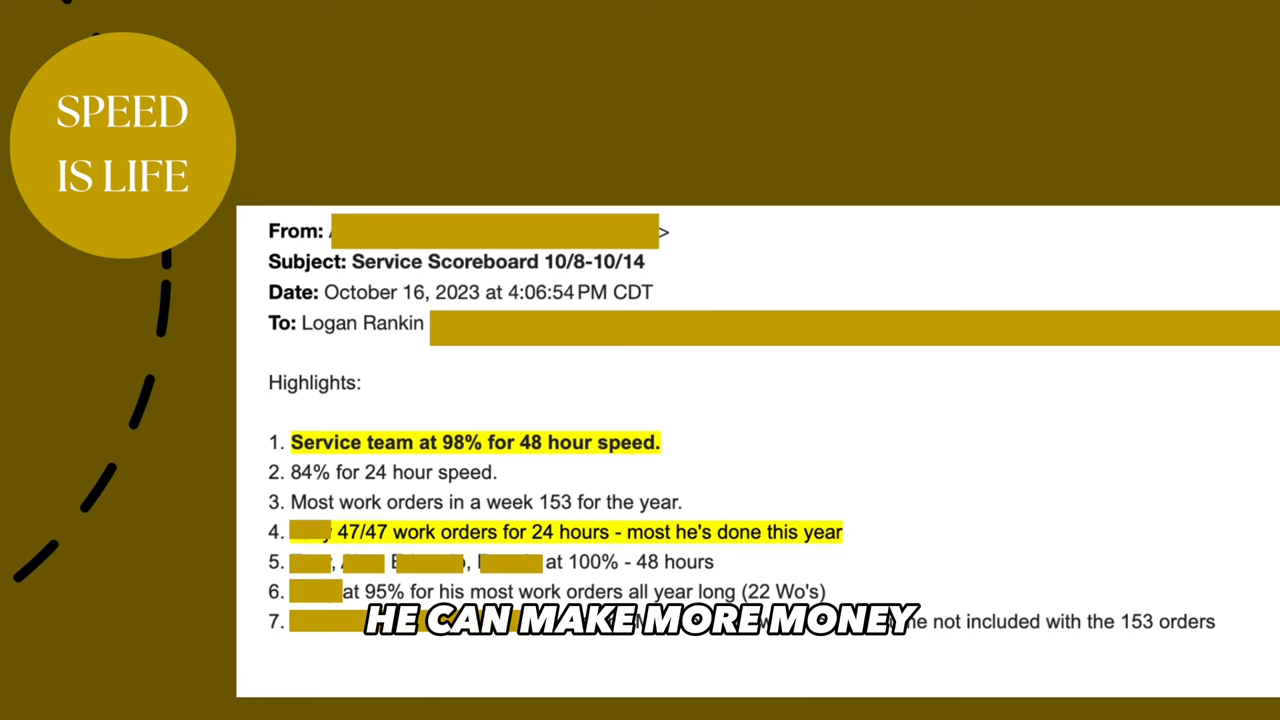 SPEED
IS LIFE
From:
>
Subject: Service Scoreboard 10/8-10/14
Date: October 16, 2023 at 4:06:54 PM CDT
To: Logan Rankin
Highlights:
1. Service team at 98% for 48 hour speed.
2. 84% for 24 hour speed.
3. Most work orders in a week 153 for the year.
4. 47/47 work orders for 24 hours - most he's done this year
5. , , at 100% - 48 hours
6. at 95% for his most work orders all year long (22 Wo's)
7. not included with the 153 orders
HE CAN MAKE MORE MONEY